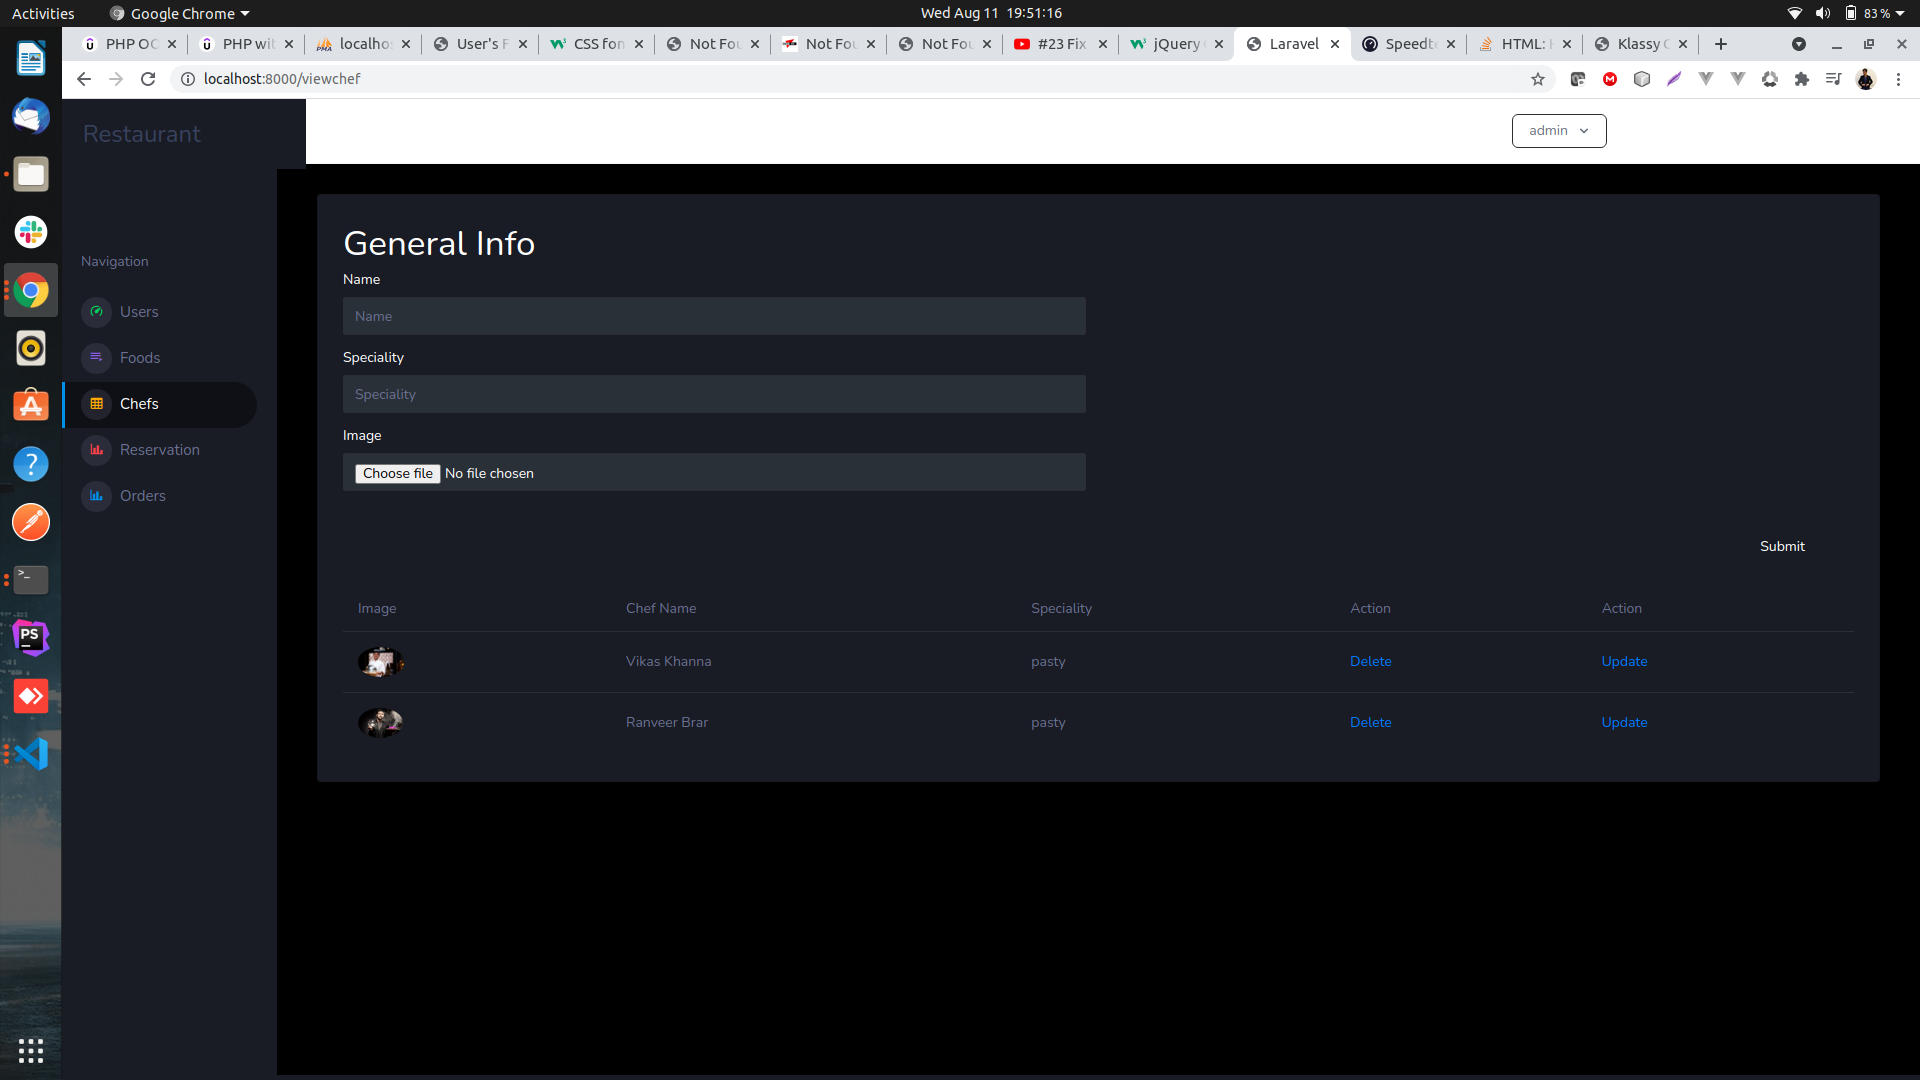 Activities
Google Chrome
Wed Aug 11 19:51:16
83 %
PHP OO
PHP wit
localhos
User's F
CSS fon
Not Fou
Not Fou
Not Fou
#23 Fix
jQuery
Laravel
Speedte
HTML:
Klassy C
localhost:8000/viewchef
Restaurant
admin
Navigation
Users
Foods
Chefs
Reservation
Orders
General Info
Name
Name
Speciality
Speciality
Image
Choose file No file chosen
Submit
Image Chef Name Speciality Action Action
Vikas Khanna pasty Delete Update
Ranveer Brar pasty Delete Update